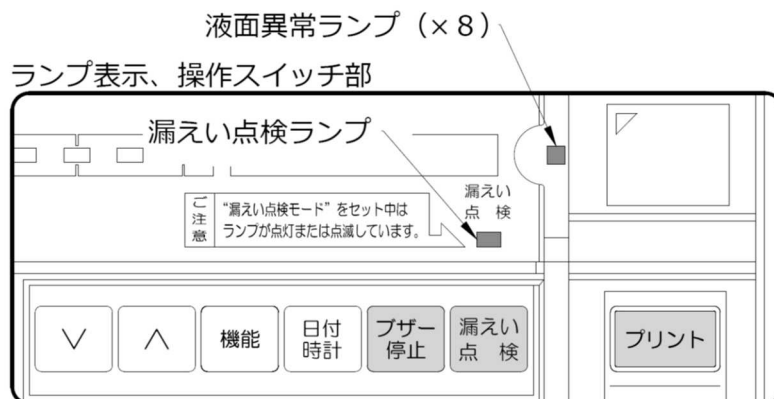 液面異常ランプ（×8）
ランプ表示、操作スイッチ部
漏えい点検ランプ
漏えい
点 検
ご注意
“漏えい点検モード”をセット中は
ランプが点灯または点滅しています。
∨
∧
機能
日付
時計
ブザー
停止
漏えい
点 検
プリント